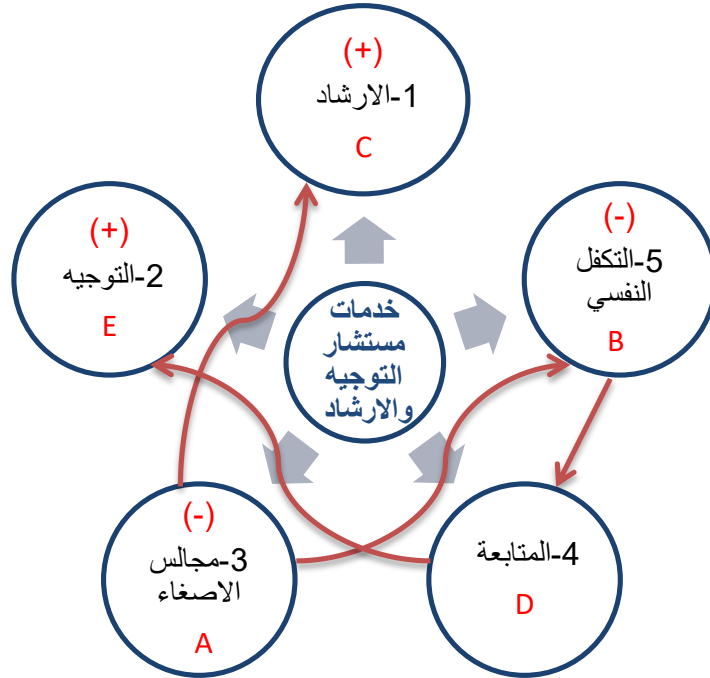 (+)
1-الارشاد
C
(+)
2-التوجيه
E
(-)
5-التكفل
النفسي
B
خدمات
مستشار
التوجيه
والارشاد
(-)
3-مجالس
الاصغاء
A
4-المتابعة
D